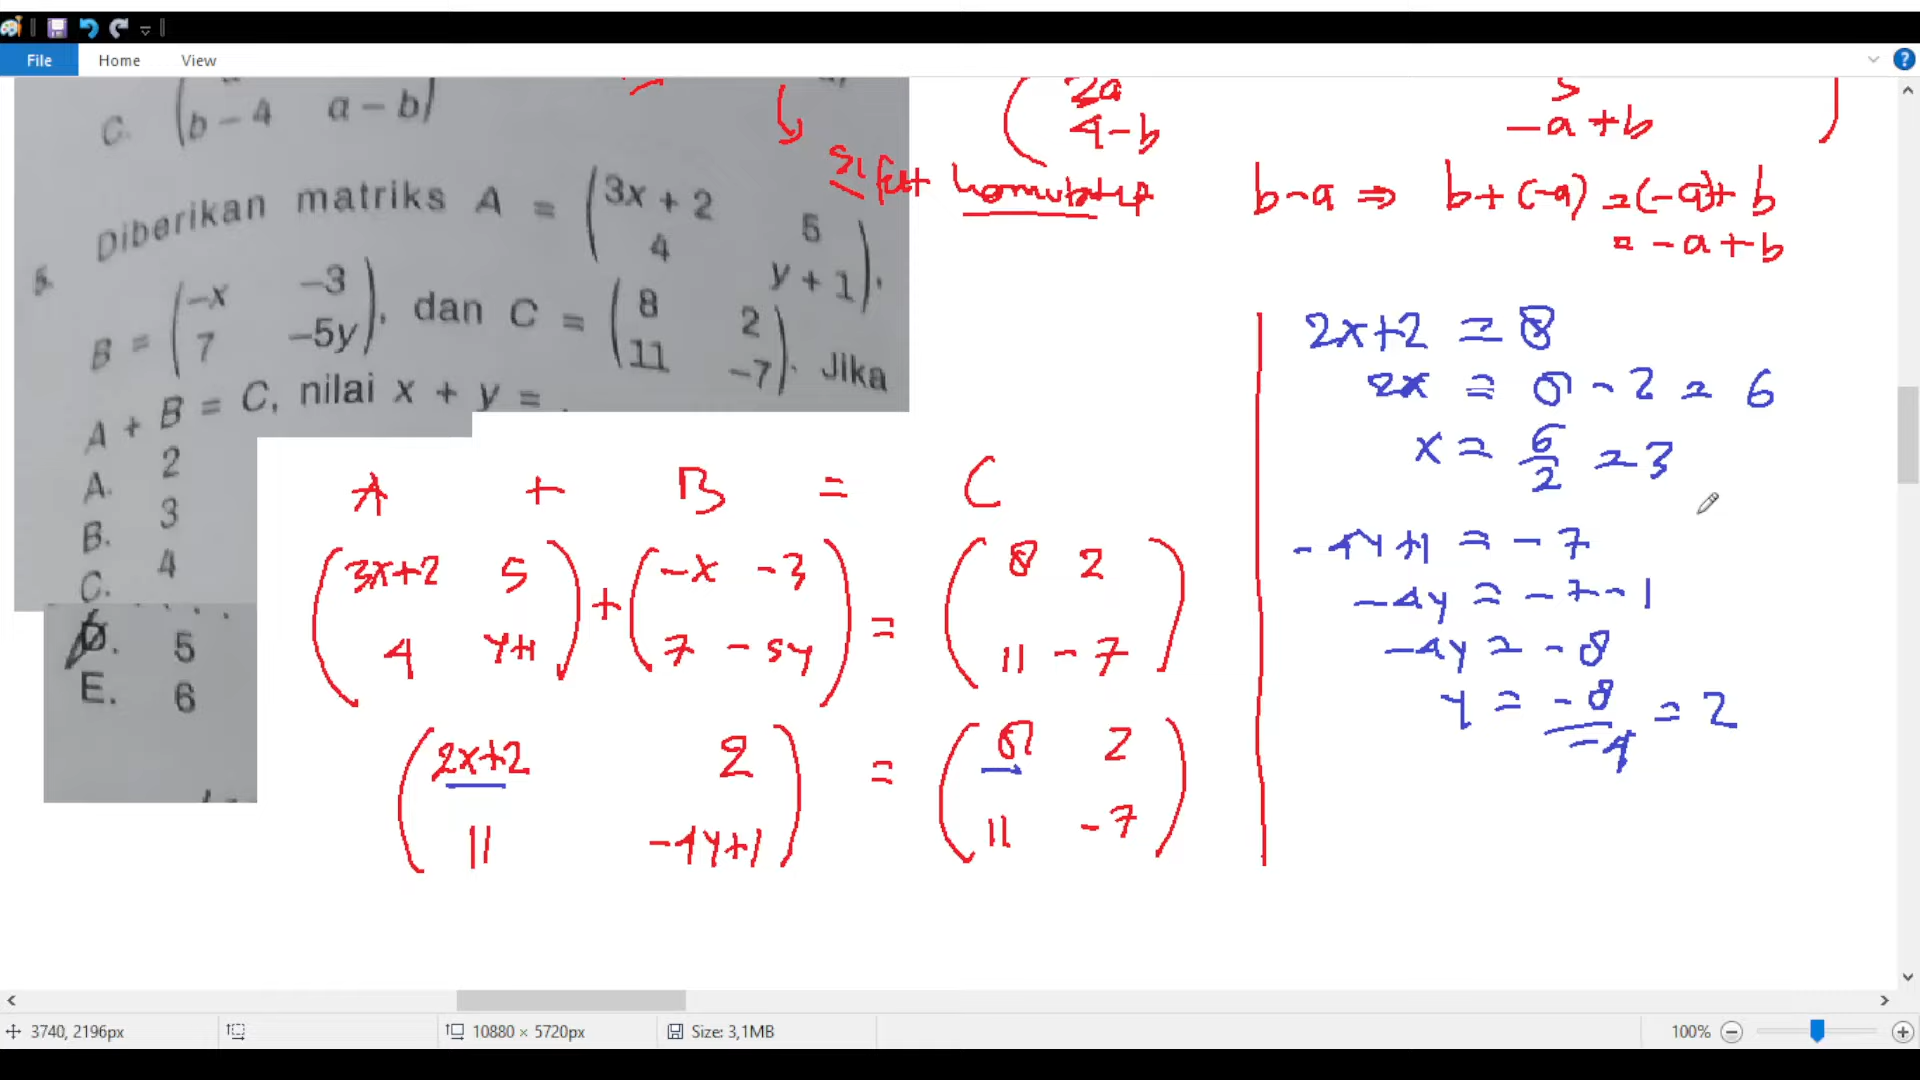 File Home View
C. (b – 4 a – b)
2a
4-b
-a+b
Sifat komutatif
b-a ⇒ b+(-a) = (-a)+b
= -a+b
5. Diberikan matriks A = (3x + 2 5
4 y + 1).
B = (-x -3
7 -5y), dan C = (8 2
11 -7). Jika
A + B = C, nilai x + y =
A. 2
B. 3
C. 4
D. 5
E. 6
A + B = C
(3x+2 5) + (-x -3) = (8 2)
(4 y+1) (7 -5y) (11 -7)
(2x+2 2) = (8 2)
(11 -4y+1) (11 -7)
2x+2 = 8
2x = 8-2 = 6
x = 6/2 = 3
-4y+1 = -7
-4y = -7-1
-4y = -8
y = -8/-4 = 2
3740, 2196px
10880 × 5720px
Size: 3,1MB
100%